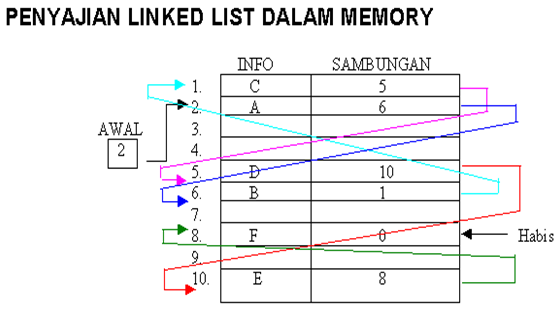 PENYAJIAN LINKED LIST DALAM MEMORY
INFO SAMBUNGAN
1. C 5
2. A 6
AWAL
2
3.
4.
5. D 10
6. B 1
7.
8. F 0 Habis
9.
10. E 8